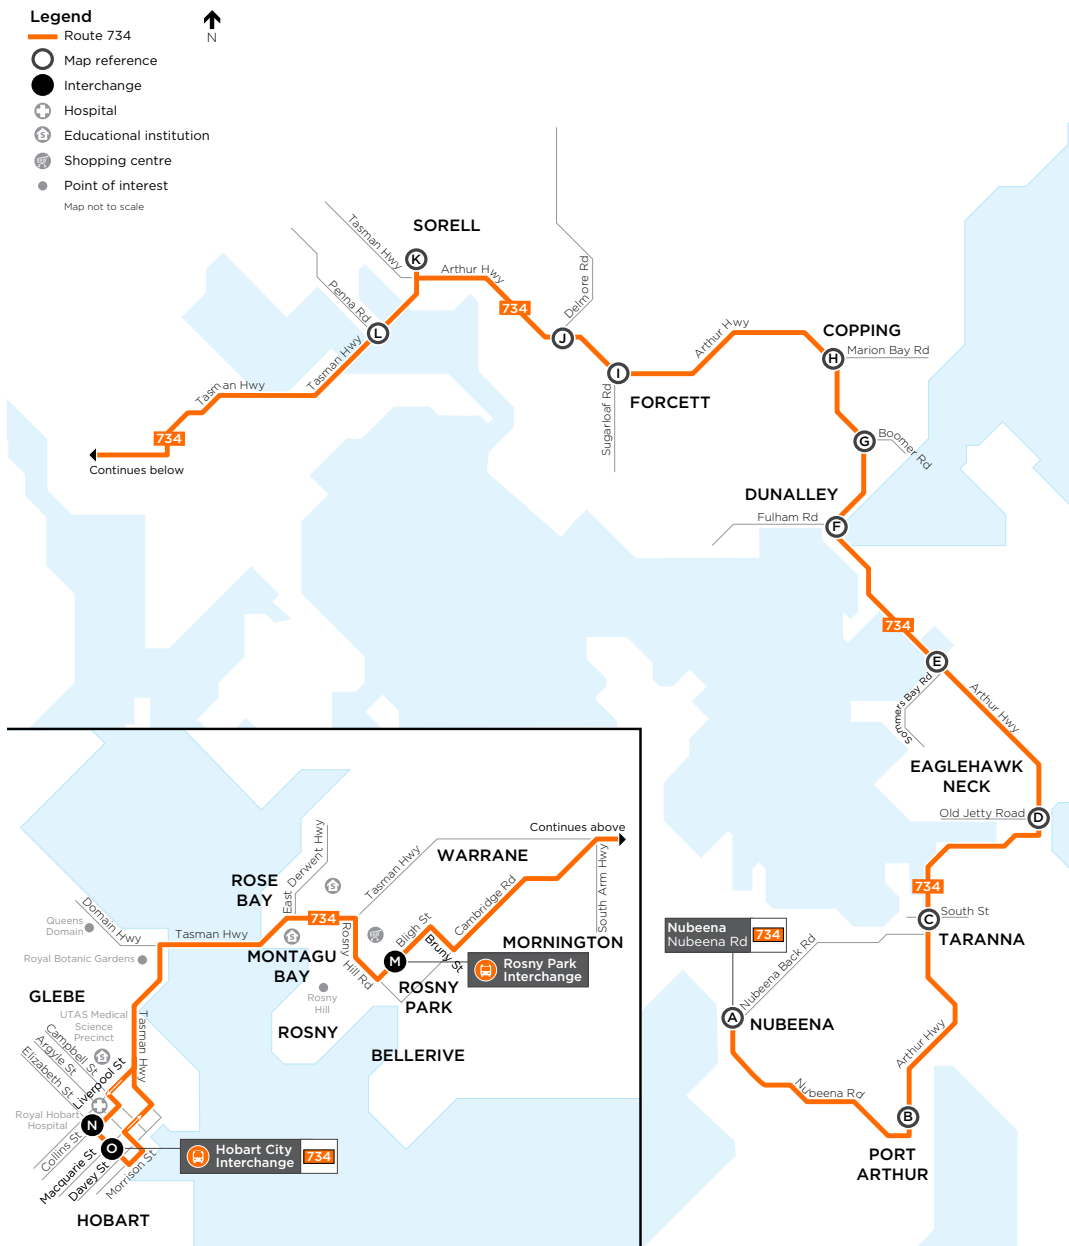 Legend
Route 734
N
Map reference
Interchange
Hospital
S
Educational institution
Shopping centre
Point of interest
Map not to scale
SORELL
Tasman Hwy
K
Arthur Hwy
Penna Rd
734
Delmore Rd
L
J
Arthur Hwy
COPPING
H
Marion Bay Rd
Tasman Hwy
Tasman Hwy
I
FORCETT
Sugarloaf Rd
734
Continues below
G
Boomer Rd
DUNALLEY
Fulham Rd
F
734
E
Sommers Bay Rd
Arthur Hwy
EAGLEHAWK
NECK
Old Jetty Road
D
734
C
South St
TARANNA
Nubeena
Nubeena Rd
734
Nubeena Back Rd
A
NUBEENA
Arthur Hwy
Nubeena Rd
B
PORT
ARTHUR
Continues above
WARRANE
Tasman Hwy
East Derwent Hwy
ROSE
BAY
S
Cambridge Rd
South Arm Hwy
734
Bligh St
Bruny St
MORNINGTON
Queens
Domain
Domain Hwy
Tasman Hwy
S
MONTAGU
BAY
Rosny Hill Rd
M
Rosny Park
Interchange
Royal Botanic Gardens
ROSNY
PARK
Rosny
Hill
ROSNY
BELLERIVE
GLEBE
UTAS Medical
Science
Precinct
S
Tasman Hwy
Campbell St
Argyle St
Elizabeth St
Liverpool St
Royal Hobart
Hospital
N
Collins St
O
Hobart City
Interchange
734
Macquarie St
Davey St
Morrison St
HOBART